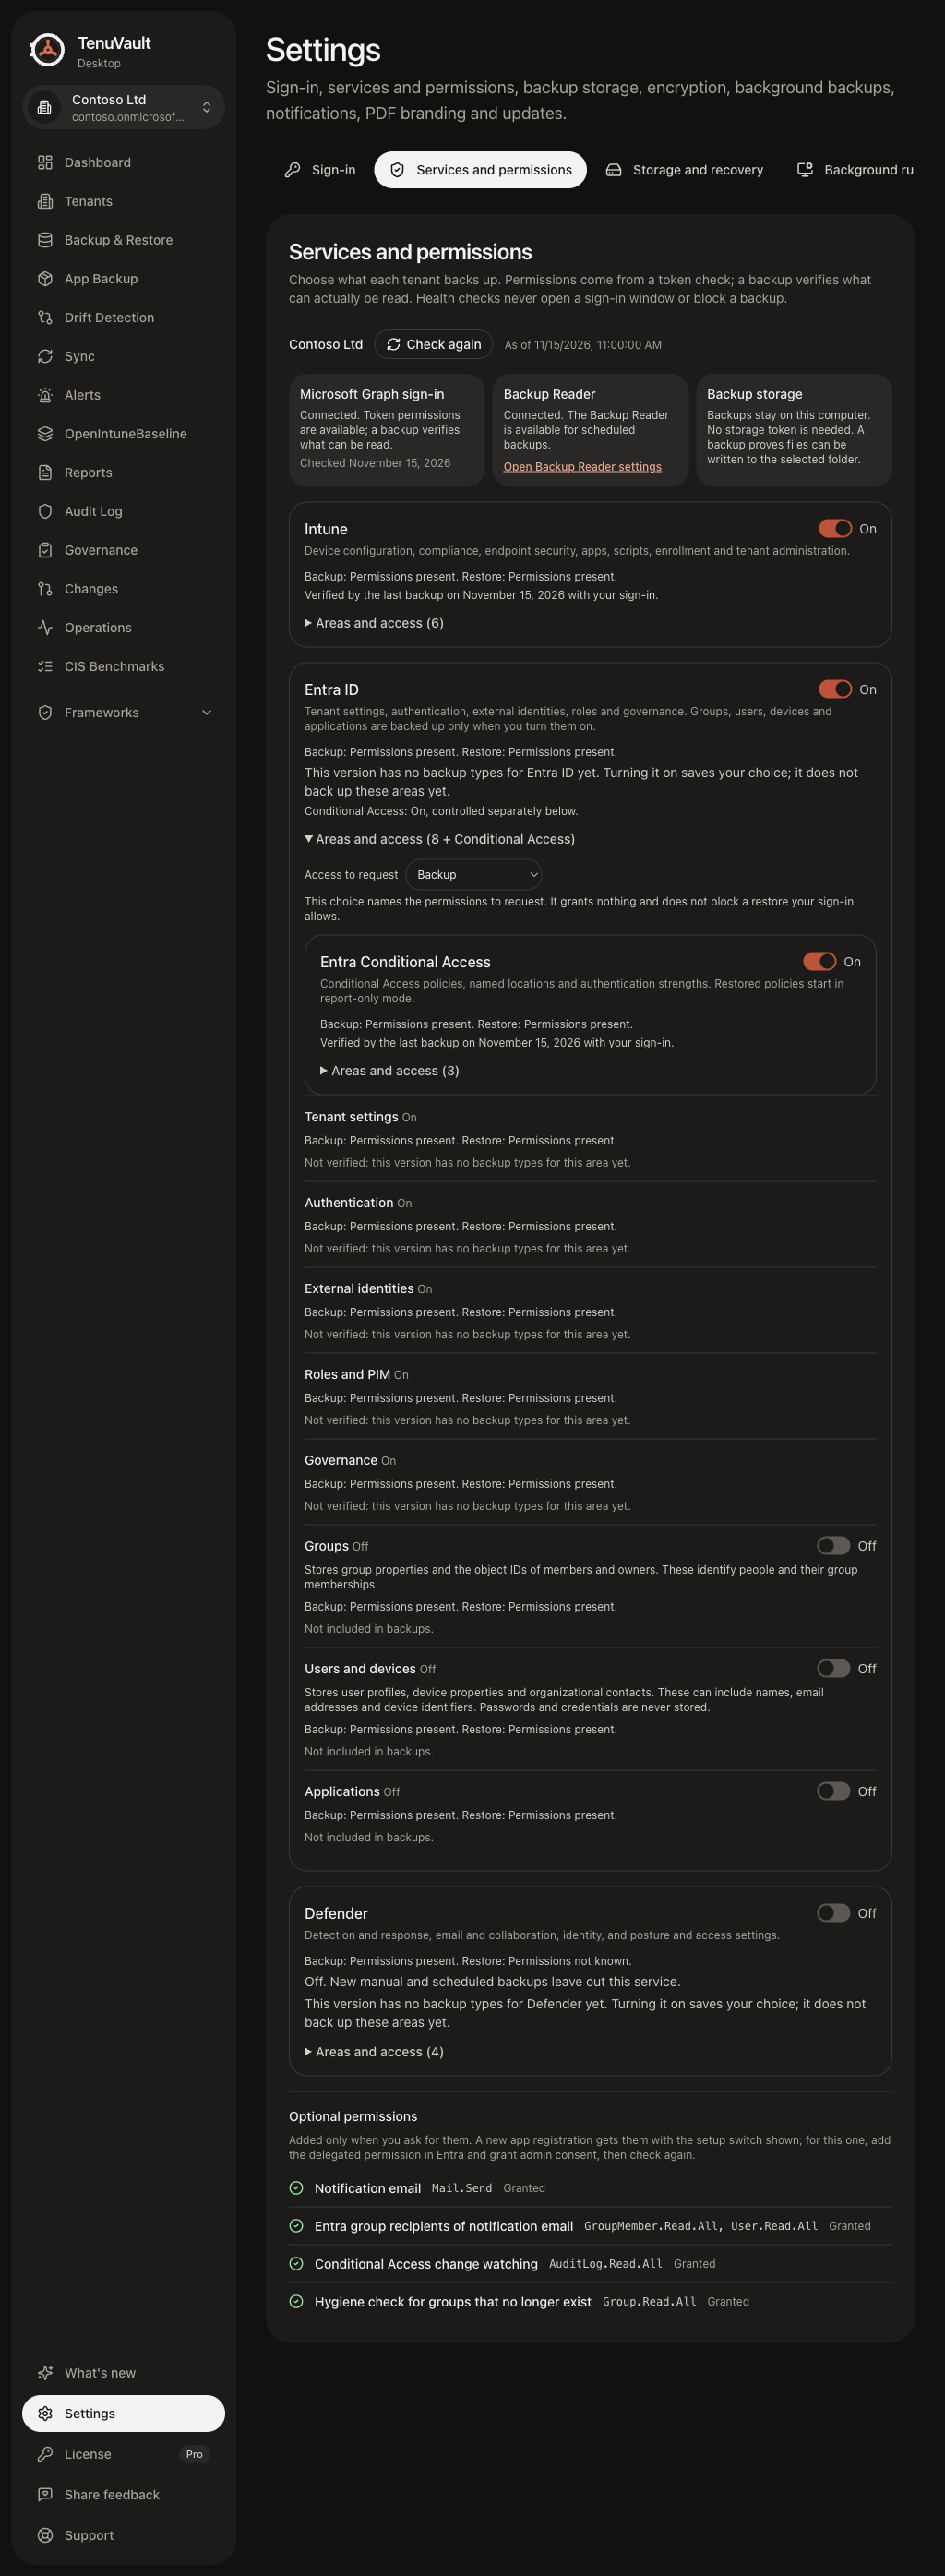 TenuVault
Desktop
Contoso Ltd
contoso.onmicrosof...
Dashboard
Tenants
Backup & Restore
App Backup
Drift Detection
Sync
Alerts
OpenIntuneBaseline
Reports
Audit Log
Governance
Changes
Operations
CIS Benchmarks
Frameworks
What's new
Settings
License Pro
Share feedback
Support
Settings
Sign-in, services and permissions, backup storage, encryption, background backups,
notifications, PDF branding and updates.
Sign-in Services and permissions Storage and recovery Background
Services and permissions
Choose what each tenant backs up. Permissions come from a token check; a backup verifies what
can actually be read. Health checks never open a sign-in window or block a backup.
Contoso Ltd Check again As of 11/15/2026, 11:00:00 AM
Microsoft Graph sign-in
Connected. Token permissions
are available; a backup verifies
what can be read.
Checked November 15, 2026
Backup Reader
Connected. The Backup Reader
is available for scheduled
backups.
Open Backup Reader settings
Backup storage
Backups stay on this computer.
No storage token is needed. A
backup proves files can be
written to the selected folder.
Intune On
Device configuration, compliance, endpoint security, apps, scripts, enrollment and tenant administration.
Backup: Permissions present. Restore: Permissions present.
Verified by the last backup on November 15, 2026 with your sign-in.
Areas and access (6)
Entra ID On
Tenant settings, authentication, external identities, roles and governance. Groups, users, devices and
applications are backed up only when you turn them on.
Backup: Permissions present. Restore: Permissions present.
This version has no backup types for Entra ID yet. Turning it on saves your choice; it does not
back up these areas yet.
Conditional Access: On, controlled separately below.
Areas and access (8 + Conditional Access)
Access to request Backup
This choice names the permissions to request. It grants nothing and does not block a restore your sign-in
allows.
Entra Conditional Access On
Conditional Access policies, named locations and authentication strengths. Restored policies start in
report-only mode.
Backup: Permissions present. Restore: Permissions present.
Verified by the last backup on November 15, 2026 with your sign-in.
Areas and access (3)
Tenant settings On
Backup: Permissions present. Restore: Permissions present.
Not verified: this version has no backup types for this area yet.
Authentication On
Backup: Permissions present. Restore: Permissions present.
Not verified: this version has no backup types for this area yet.
External identities On
Backup: Permissions present. Restore: Permissions present.
Not verified: this version has no backup types for this area yet.
Roles and PIM On
Backup: Permissions present. Restore: Permissions present.
Not verified: this version has no backup types for this area yet.
Governance On
Backup: Permissions present. Restore: Permissions present.
Not verified: this version has no backup types for this area yet.
Groups Off Off
Stores group properties and the object IDs of members and owners. These identify people and their group
memberships.
Backup: Permissions present. Restore: Permissions present.
Not included in backups.
Users and devices Off Off
Stores user profiles, device properties and organizational contacts. These can include names, email
addresses and device identifiers. Passwords and credentials are never stored.
Backup: Permissions present. Restore: Permissions present.
Not included in backups.
Applications Off Off
Backup: Permissions present. Restore: Permissions present.
Not included in backups.
Defender Off
Detection and response, email and collaboration, identity, and posture and access settings.
Backup: Permissions present. Restore: Permissions not known.
Off. New manual and scheduled backups leave out this service.
This version has no backup types for Defender yet. Turning it on saves your choice; it does not
back up these areas yet.
Areas and access (4)
Optional permissions
Added only when you ask for them. A new app registration gets them with the setup switch shown; for this one, add
the delegated permission in Entra and grant admin consent, then check again.
Notification email Mail.Send Granted
Entra group recipients of notification email GroupMember.Read.All, User.Read.All Granted
Conditional Access change watching AuditLog.Read.All Granted
Hygiene check for groups that no longer exist Group.Read.All Granted